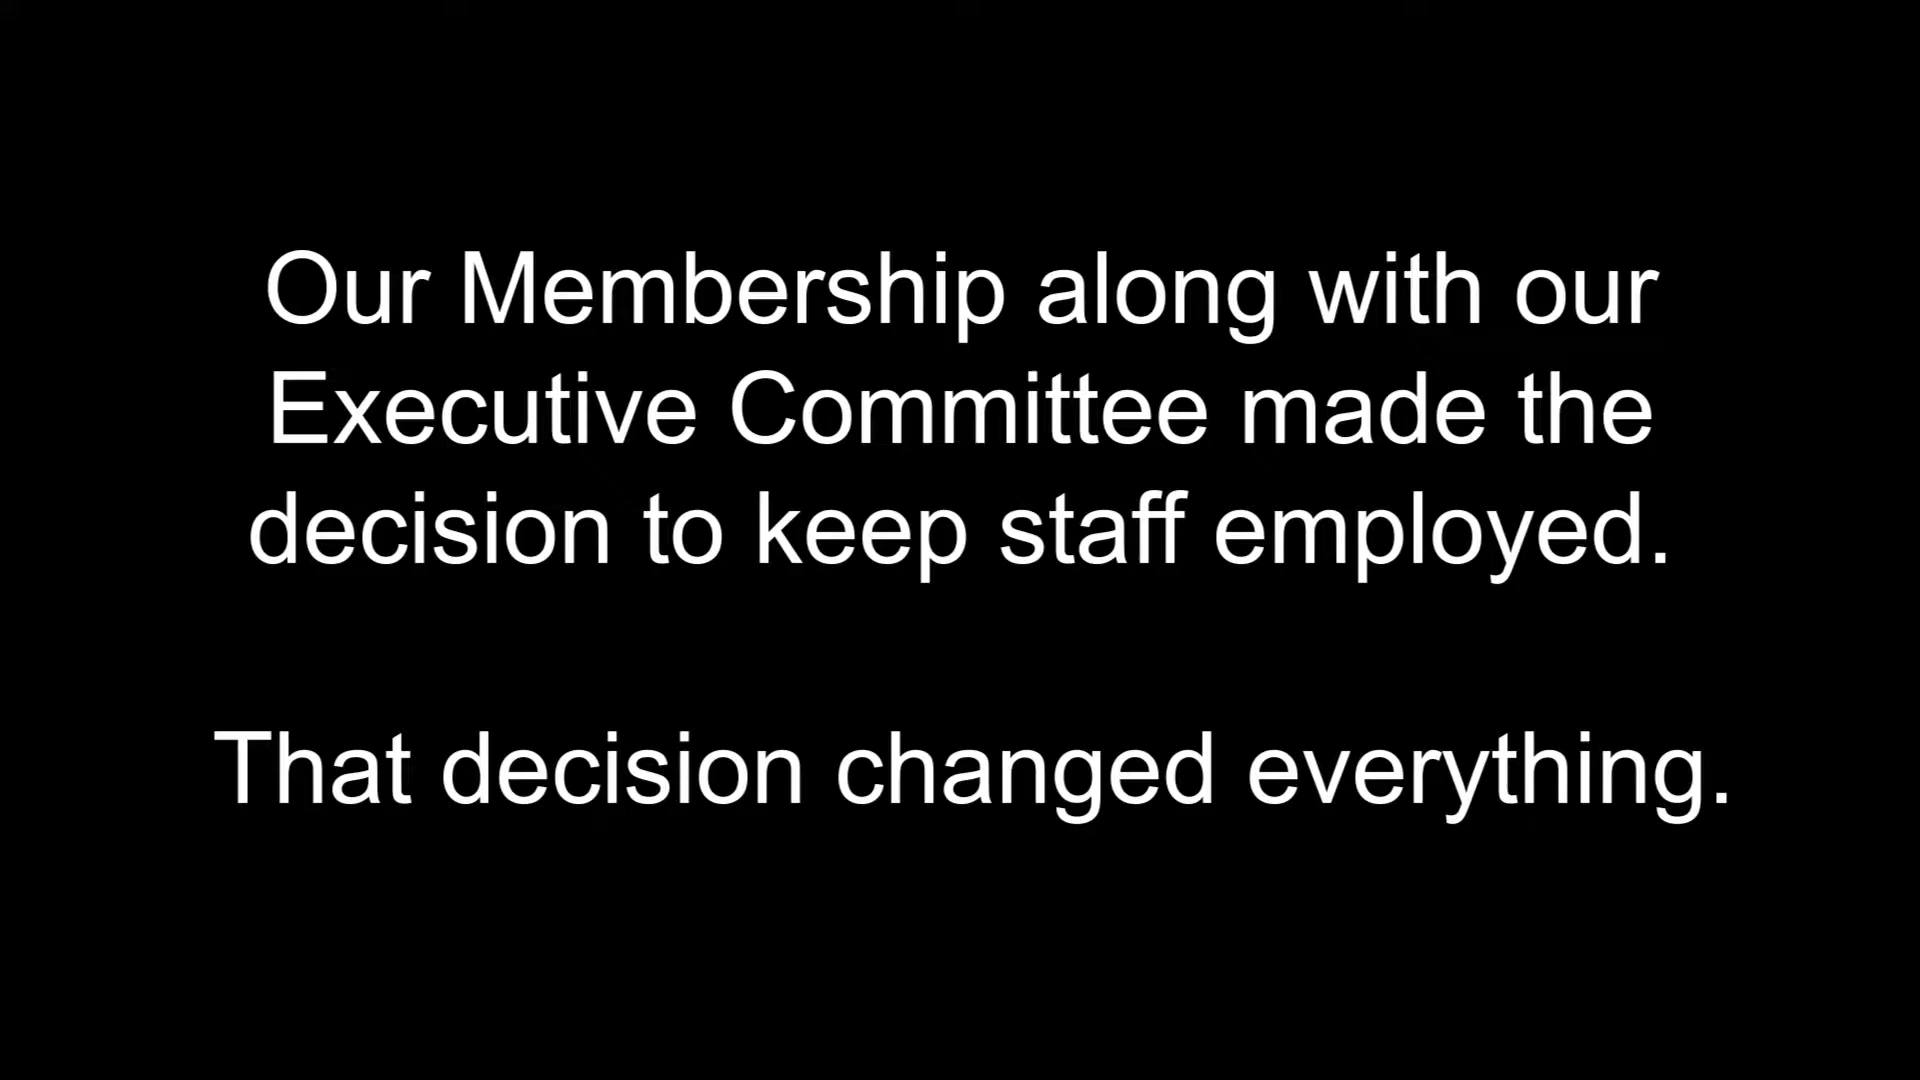 Our Membership along with our
Executive Committee made the
decision to keep staff employed.
That decision changed everything.